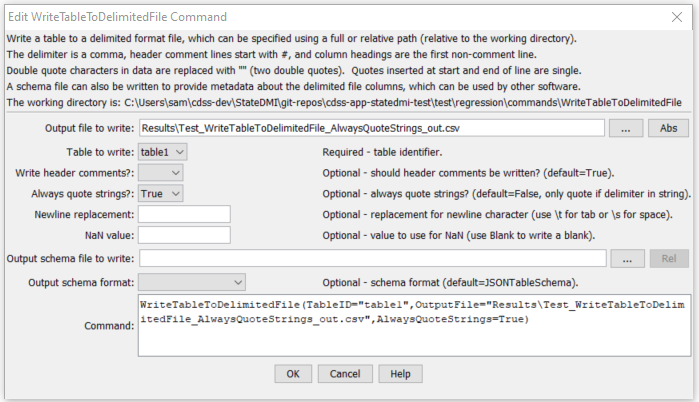 Edit WriteTableToDelimitedFile Command
Write a table to a delimited format file, which can be specified using a full or relative path (relative to the working directory).
The delimiter is a comma, header comment lines start with #, and column headings are the first non-comment line.
Double quote characters in data are replaced with "" (two double quotes).  Quotes inserted at start and end of line are single.
A schema file can also be written to provide metadata about the delimited file columns, which can be used by other software.
The working directory is: C:\Users\sam\cdss-dev\StateDMI\git-repos\cdss-app-statedmi-test\test\regression\commands\WriteTableToDelimitedFile
Output file to write: Results\Test_WriteTableToDelimitedFile_AlwaysQuoteStrings_out.csv ... Abs
Table to write: table1 Required - table identifier.
Write header comments?: Optional - should header comments be written? (default=True).
Always quote strings?: True Optional - always quote strings? (default=False, only quote if delimiter in string).
Newline replacement: Optional - replacement for newline character (use \t for tab or \s for space).
NaN value: Optional - value to use for NaN (use Blank to write a blank).
Output schema file to write: ... Rel
Output schema format: Optional - schema format (default=JSONTableSchema).
WriteTableToDelimitedFile(TableID="table1",OutputFile="Results\Test_WriteTableToDelim
itedFile_AlwaysQuoteStrings_out.csv",AlwaysQuoteStrings=True)
Command:
OK Cancel Help